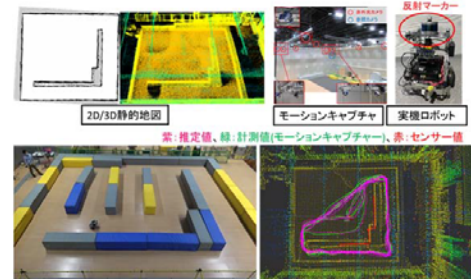 反射マーカー
2D/3D静的地図
モーションキャプチャ
実機ロボット
紫:推定値、緑:計測値(モーションキャプチャー)、赤:センサー値